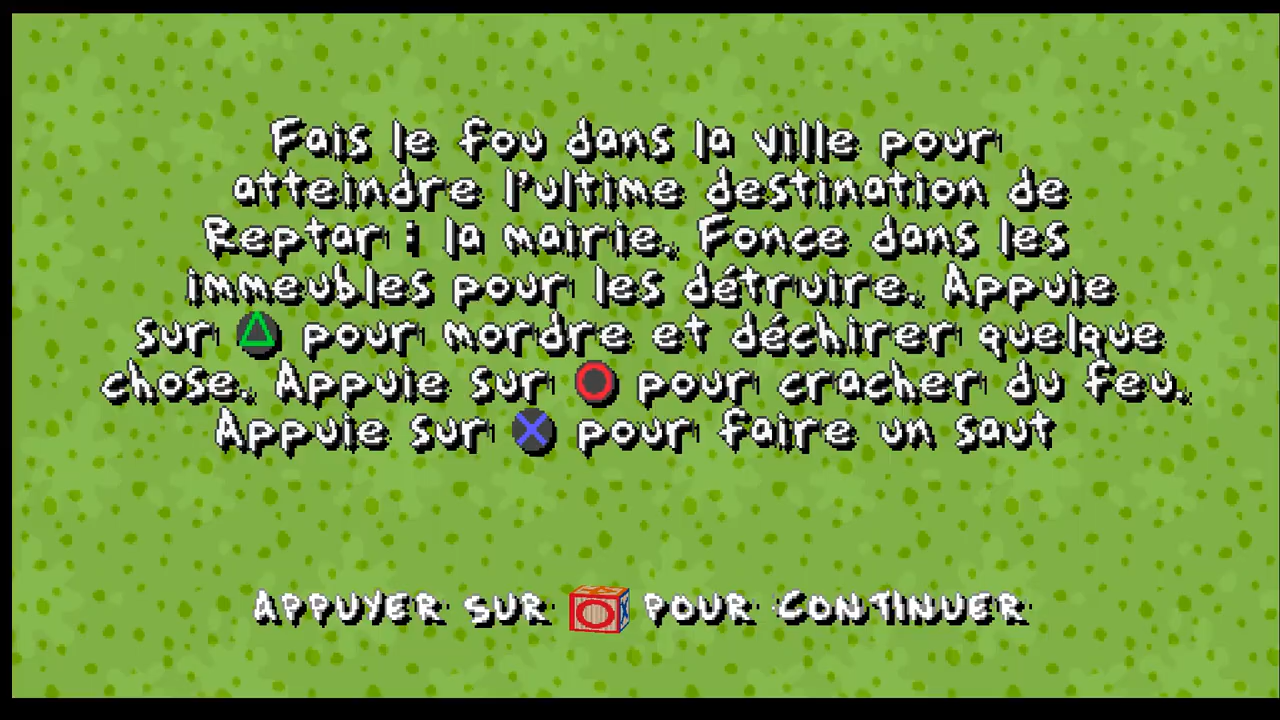 Fais le fou dans la ville pour
atteindre l'ultime destination de
Reptar : la mairie. Fonce dans les
immeubles pour les détruire. Appuie
sur △ pour mordre et déchirer quelque
chose. Appuie sur ○ pour cracher du feu.
Appuie sur ✕ pour faire un saut
APPUYER SUR ○ POUR CONTINUER